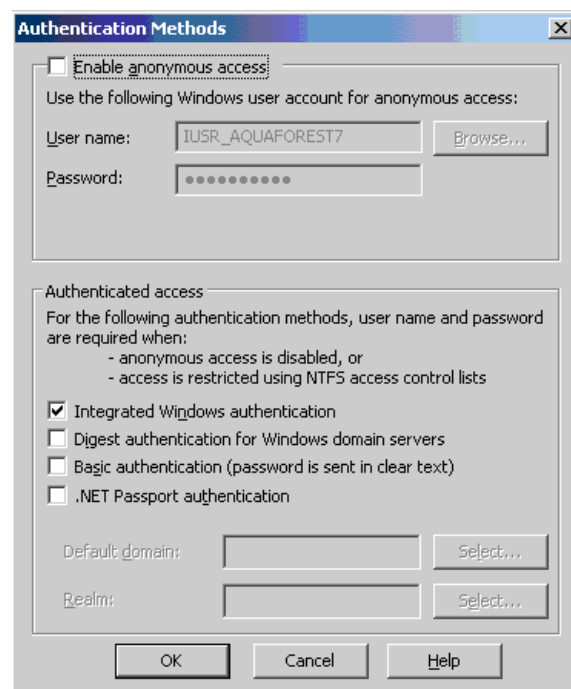 Authentication Methods
Enable anonymous access
Use the following Windows user account for anonymous access:
User name:
IUSR_AQUAFOREST7
Browse...
Password:
●●●●●●●●●●
Authenticated access
For the following authentication methods, user name and password
are required when:
- anonymous access is disabled, or
- access is restricted using NTFS access control lists
Integrated Windows authentication
Digest authentication for Windows domain servers
Basic authentication (password is sent in clear text)
.NET Passport authentication
Default domain:
Select...
Realm:
Select...
OK
Cancel
Help